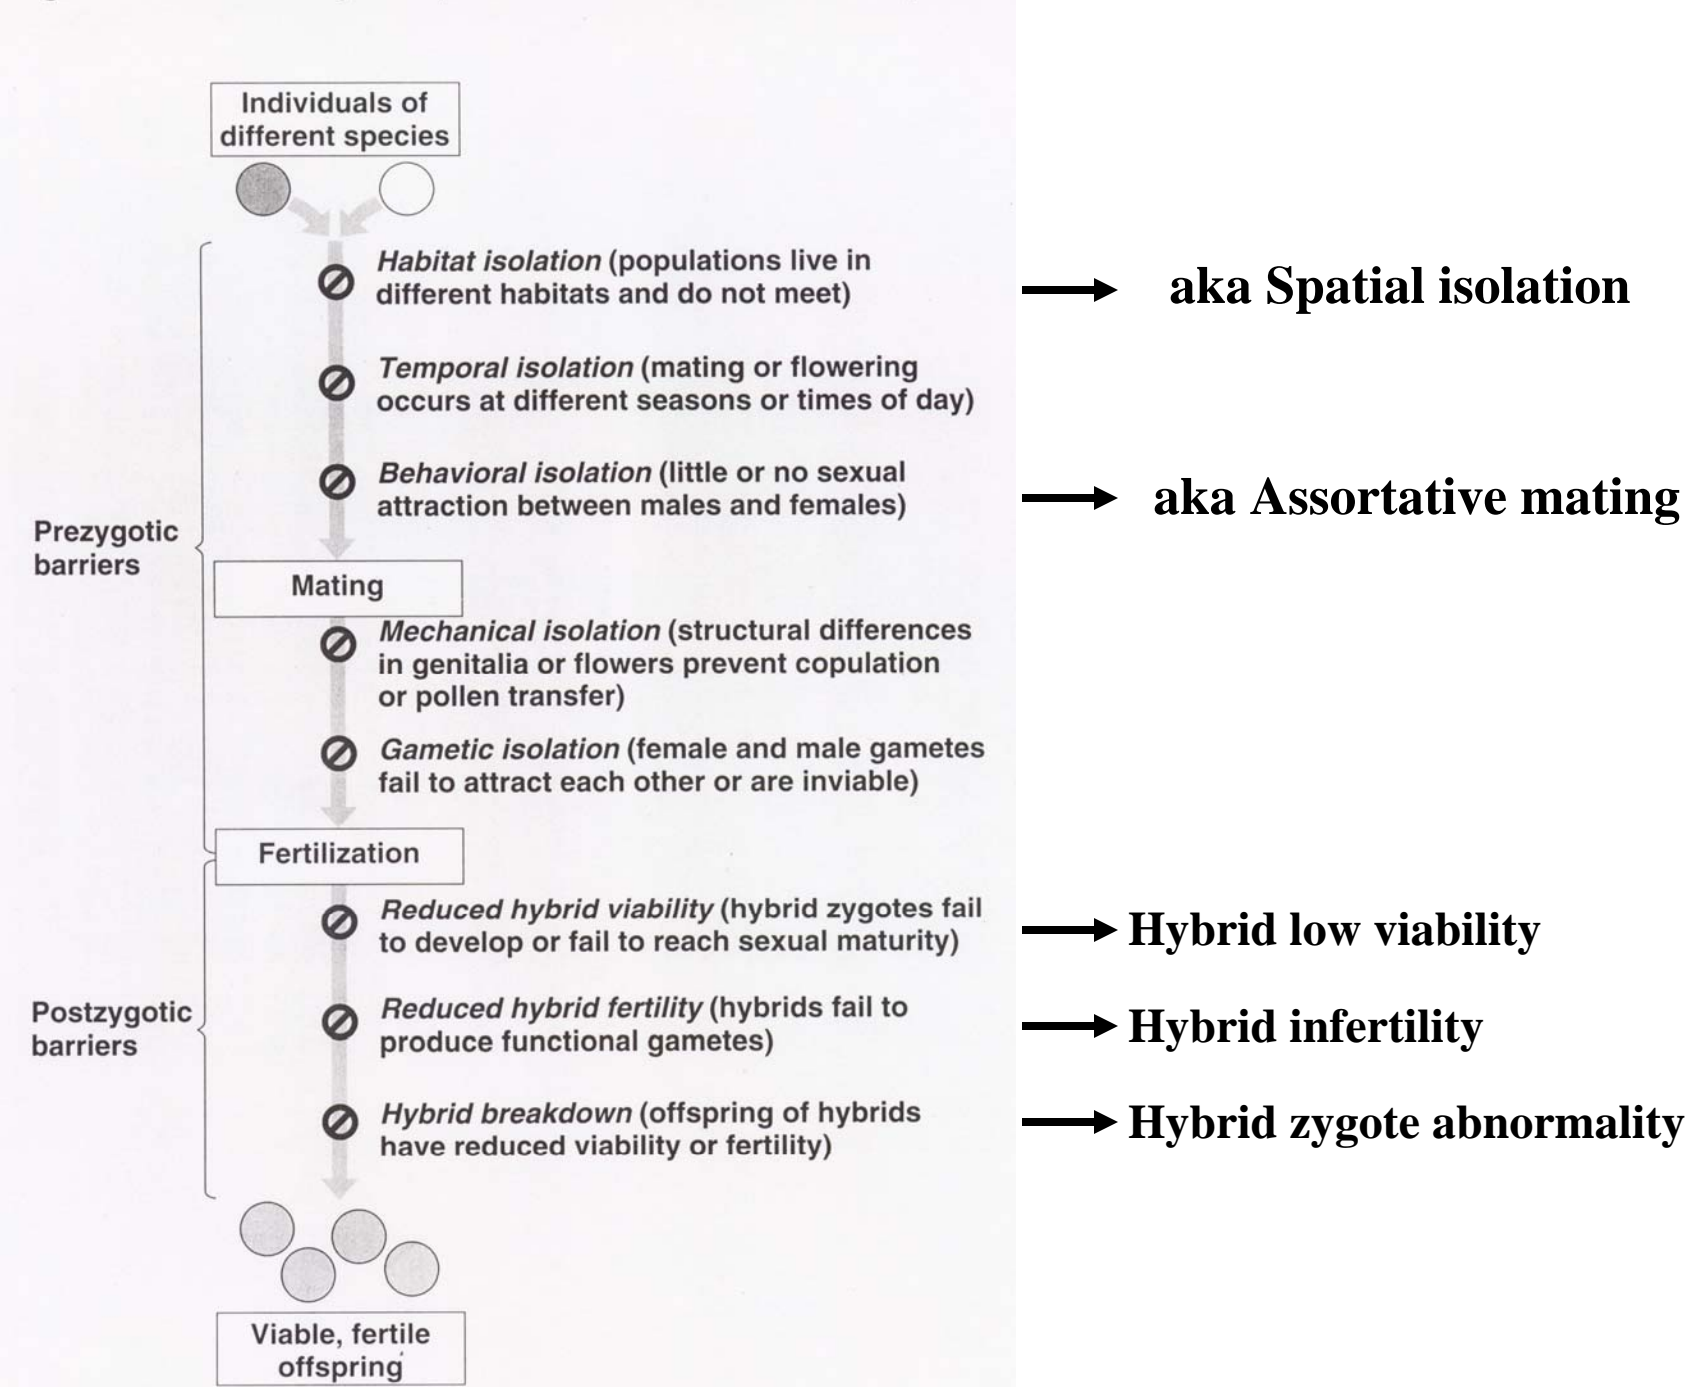 Individuals of
different species
Habitat isolation (populations live in
different habitats and do not meet)
aka Spatial isolation
Temporal isolation (mating or flowering
occurs at different seasons or times of day)
Behavioral isolation (little or no sexual
attraction between males and females)
aka Assortative mating
Prezygotic
barriers
Mating
Mechanical isolation (structural differences
in genitalia or flowers prevent copulation
or pollen transfer)
Gametic isolation (female and male gametes
fail to attract each other or are inviable)
Fertilization
Reduced hybrid viability (hybrid zygotes fail
to develop or fail to reach sexual maturity)
Hybrid low viability
Postzygotic
barriers
Reduced hybrid fertility (hybrids fail to
produce functional gametes)
Hybrid infertility
Hybrid breakdown (offspring of hybrids
have reduced viability or fertility)
Hybrid zygote abnormality
Viable, fertile
offspring